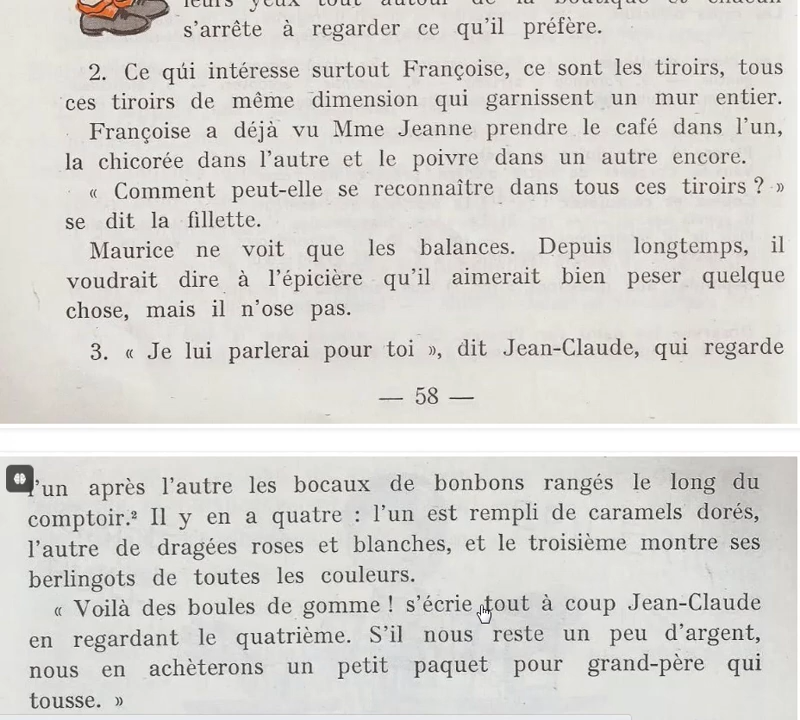 leurs yeux tout autour de la boutique et chacun
s'arrête à regarder ce qu'il préfère.
2. Ce qui intéresse surtout Françoise, ce sont les tiroirs, tous
ces tiroirs de même dimension qui garnissent un mur entier.
Françoise a déjà vu Mme Jeanne prendre le café dans l'un,
la chicorée dans l'autre et le poivre dans un autre encore.
« Comment peut-elle se reconnaître dans tous ces tiroirs ? »
se dit la fillette.
Maurice ne voit que les balances. Depuis longtemps, il
voudrait dire à l'épicière qu'il aimerait bien peser quelque
chose, mais il n'ose pas.
3. « Je lui parlerai pour toi », dit Jean-Claude, qui regarde
— 58 —
l'un après l'autre les bocaux de bonbons rangés le long du
comptoir.² Il y en a quatre : l'un est rempli de caramels dorés,
l'autre de dragées roses et blanches, et le troisième montre ses
berlingots de toutes les couleurs.
« Voilà des boules de gomme ! s'écrie tout à coup Jean-Claude
en regardant le quatrième. S'il nous reste un peu d'argent,
nous en achèterons un petit paquet pour grand-père qui
tousse. »